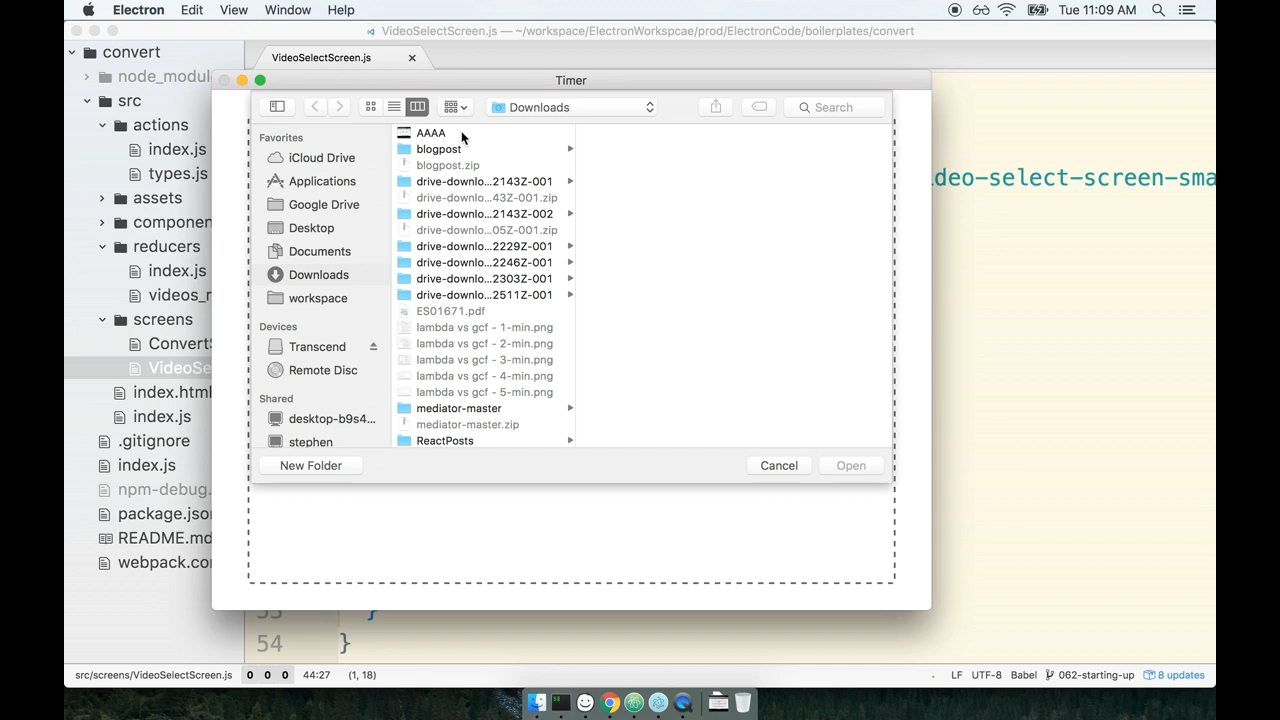 Electron Edit View Window Help Tue 11:09 AM
VideoSelectScreen.js — ~/workspace/ElectronWorkspcae/prod/ElectronCode/boilerplates/convert
convert
VideoSelectScreen.js
node_modul
src
actions
index.js
types.js
assets
componen
reducers
index.js
videos_r
screens
Convert
VideoSe
index.html
index.js
.gitignore
index.js
npm-debug.
package.jso
README.md
webpack.co
Timer
Downloads
Search
Favorites
iCloud Drive
Applications
Google Drive
Desktop
Documents
Downloads
workspace
Devices
Transcend
Remote Disc
Shared
desktop-b9s4...
stephen
AAAA
blogpost
blogpost.zip
drive-downlo...2143Z-001
drive-downlo...43Z-001.zip
drive-downlo...2143Z-002
drive-downlo...05Z-001.zip
drive-downlo...2229Z-001
drive-downlo...2246Z-001
drive-downlo...2303Z-001
drive-downlo...2511Z-001
ES01671.pdf
lambda vs gcf - 1-min.png
lambda vs gcf - 2-min.png
lambda vs gcf - 3-min.png
lambda vs gcf - 4-min.png
lambda vs gcf - 5-min.png
mediator-master
mediator-master.zip
ReactPosts
New Folder Cancel Open
deo-select-screen-sma
53 }
54 }
src/screens/VideoSelectScreen.js 0 0 0 44:27 (1, 18) LF UTF-8 Babel 062-starting-up 8 updates